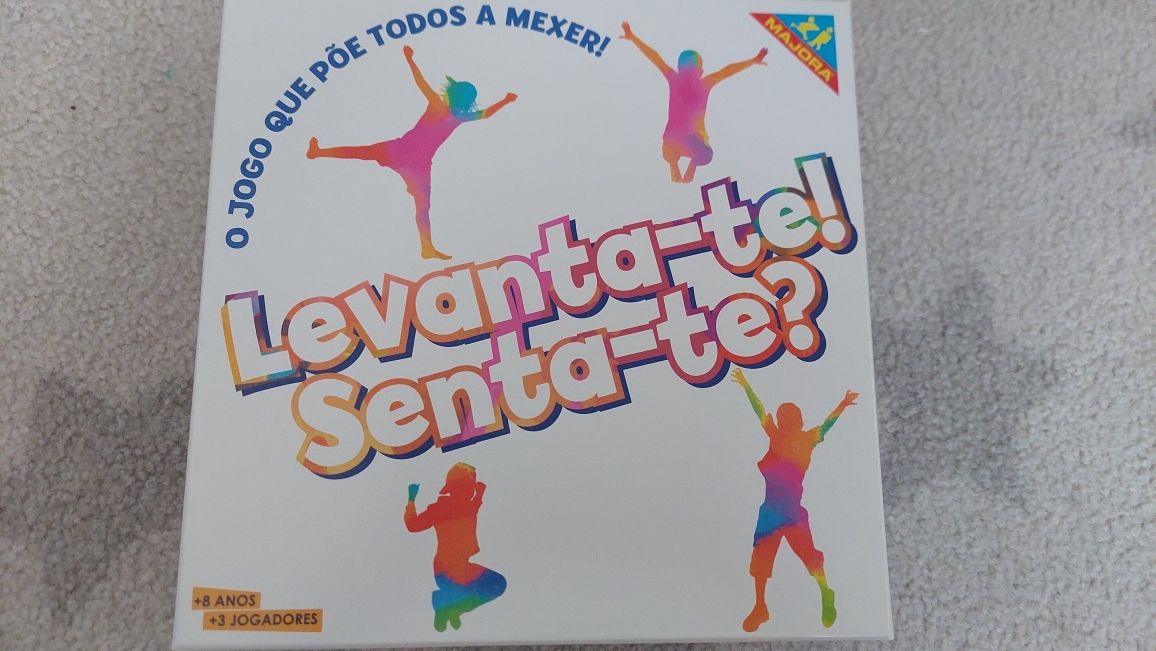 O JOGO QUE PÕE TODOS A MEXER!
MAJORA
Levanta-te!
Senta-te?
+8 ANOS
+3 JOGADORES